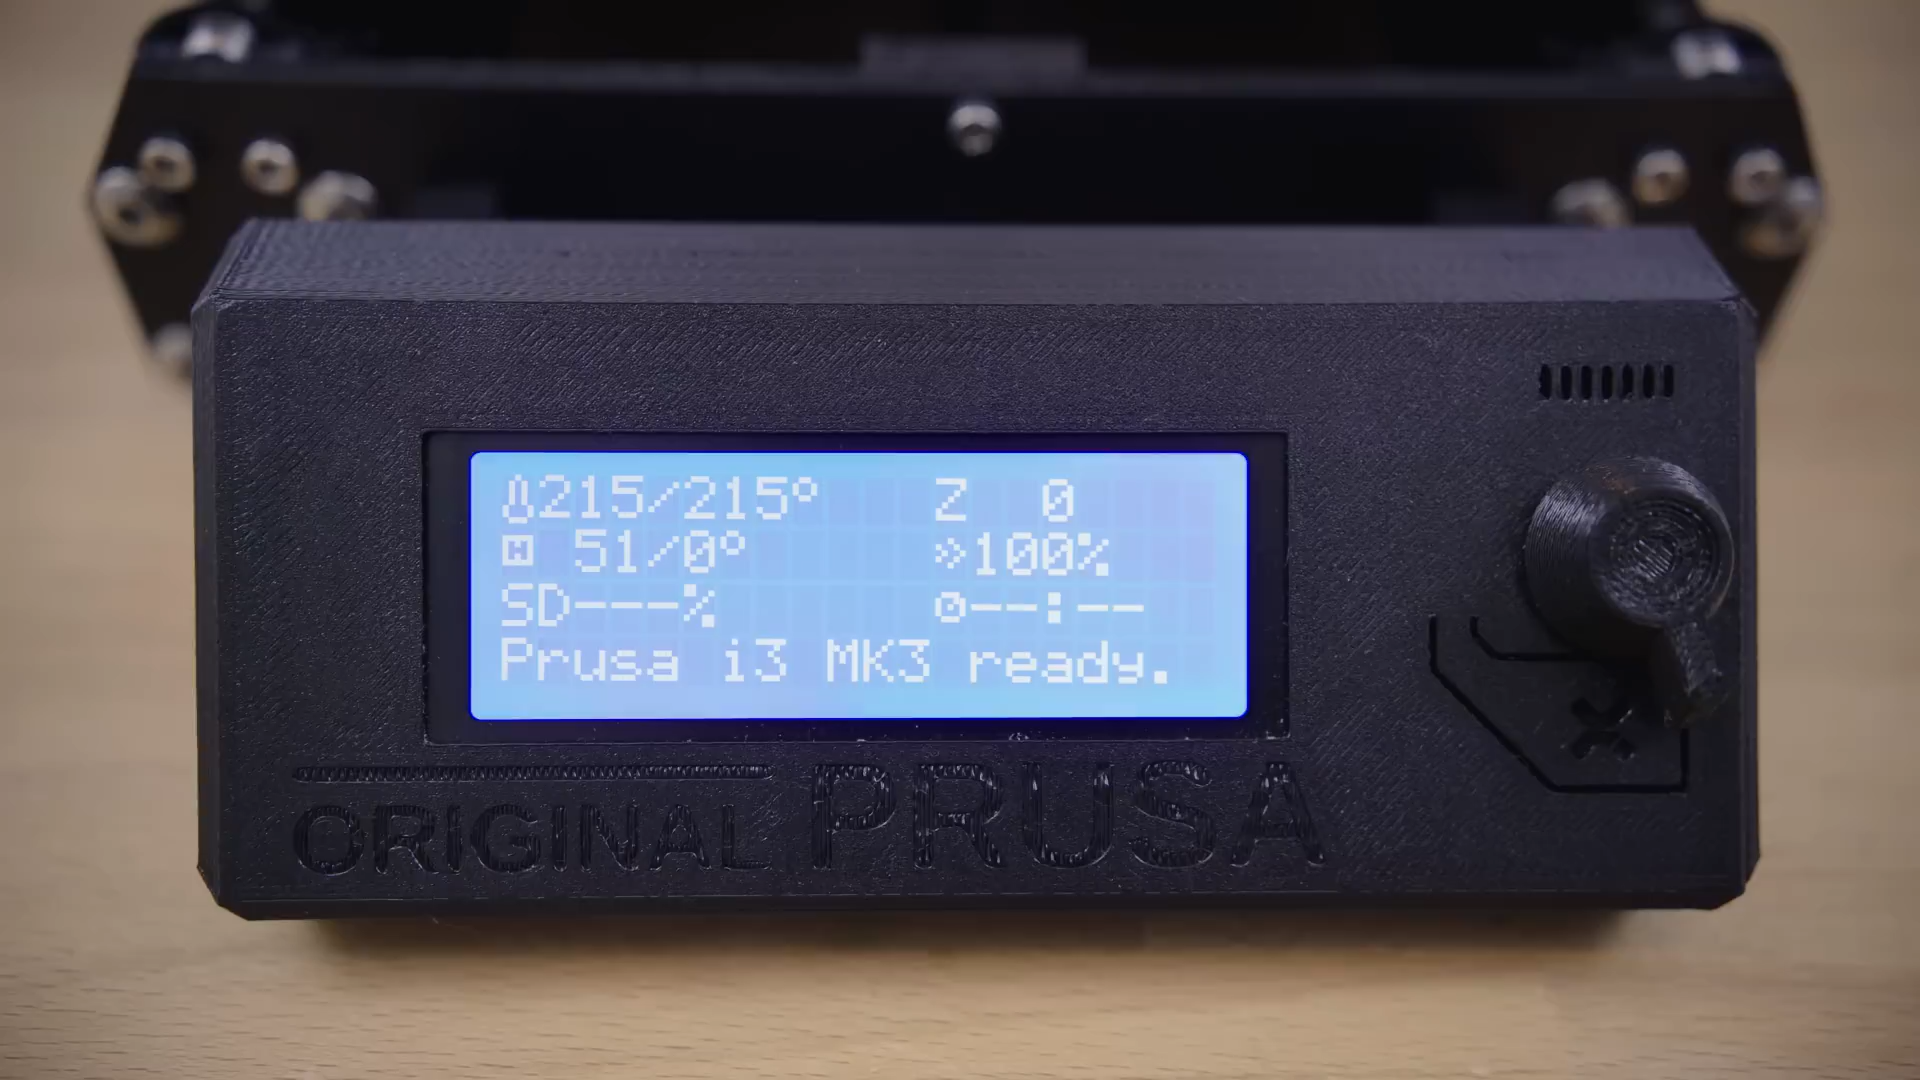 215/215° Z 0
51/0° 100%
SD---% --:--
Prusa i3 MK3 ready.
ORIGINAL PRUSA